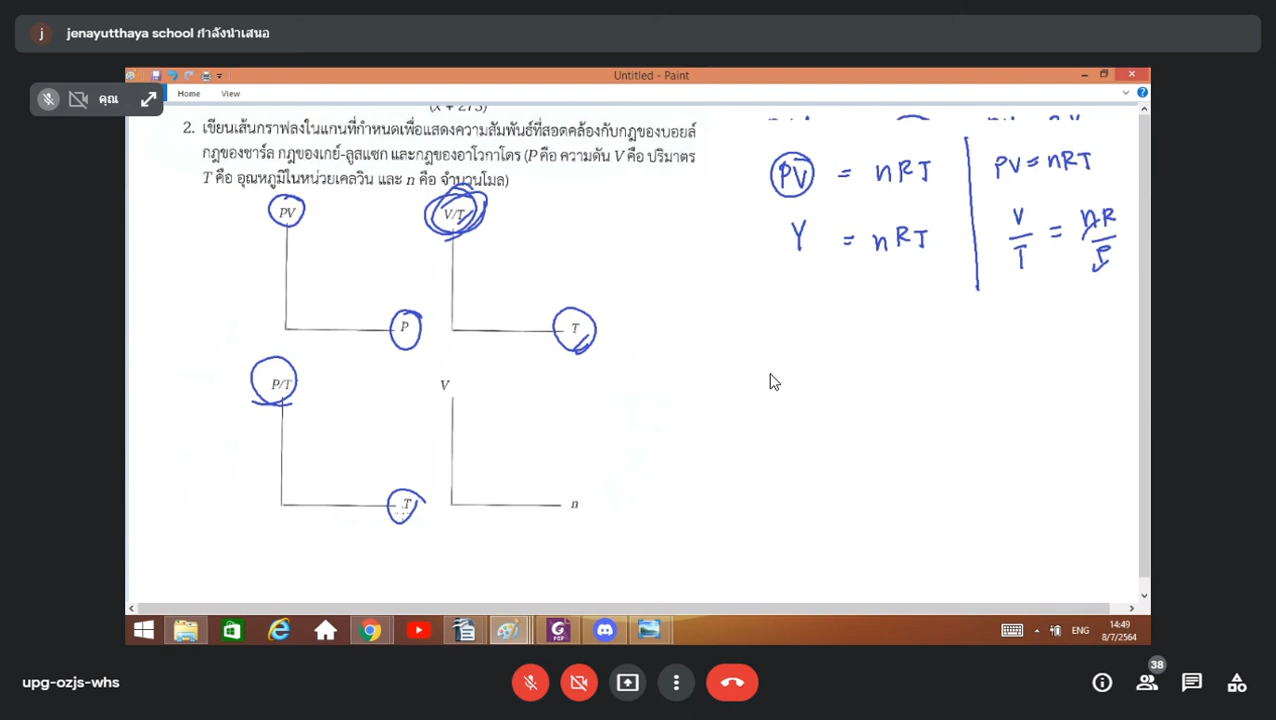 j
jenayutthaya school กำลังนำเสนอ
Untitled - Paint
คุณ
Home
View
(x + 273)
2. เขียนเส้นกราฟลงในแกนที่กำหนดเพื่อแสดงความสัมพันธ์ที่สอดคล้องกับกฎของบอยล์
กฎของชาร์ล กฎของเกย์-ลูสแซก และกฎของอาโวกาโดร (P คือ ความดัน V คือ ปริมาตร
T คือ อุณหภูมิในหน่วยเคลวิน และ n คือ จำนวนโมล)
PV
P
V/T
T
P/T
T
V
n
PV = nRT
Y = nRT
PV = nRT
V/T = nR/P
ENG
14:49
8/7/2564
PDF
upg-ozjs-whs
38